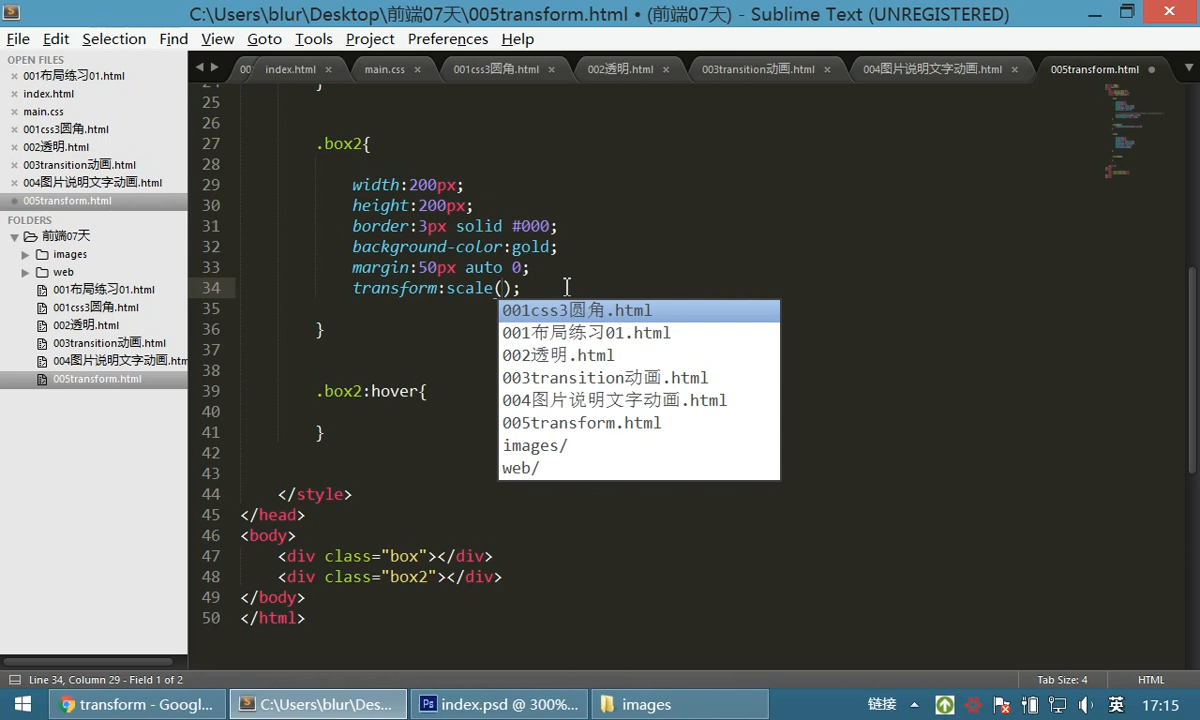 C:\Users\blur\Desktop\前端07天\005transform.html • (前端07天) - Sublime Text (UNREGISTERED)
File Edit Selection Find View Goto Tools Project Preferences Help
OPEN FILES
001布局练习01.html
index.html
main.css
001css3圆角.html
002透明.html
003transition动画.html
004图片说明文字动画.html
005transform.html
FOLDERS
前端07天
images
web
001布局练习01.html
001css3圆角.html
002透明.html
003transition动画.html
004图片说明文字动画.htm
005transform.html
00 index.html × main.css × 001css3圆角.html × 002透明.html × 003transition动画.html × 004图片说明文字动画.html × 005transform.html •
24 }
25
26
27 .box2{
28
29 width:200px;
30 height:200px;
31 border:3px solid #000;
32 background-color:gold;
33 margin:50px auto 0;
34 transform:scale();
35
36 }
37
38
39 .box2:hover{
40
41 }
42
43
44 </style>
45 </head>
46 <body>
47 <div class="box"></div>
48 <div class="box2"></div>
49 </body>
50 </html>
001css3圆角.html
001布局练习01.html
002透明.html
003transition动画.html
004图片说明文字动画.html
005transform.html
images/
web/
Line 34, Column 29 - Field 1 of 2
Tab Size: 4
HTML
transform - Googl...
C:\Users\blur\Des...
index.psd @ 300%...
images
链接
英
17:15